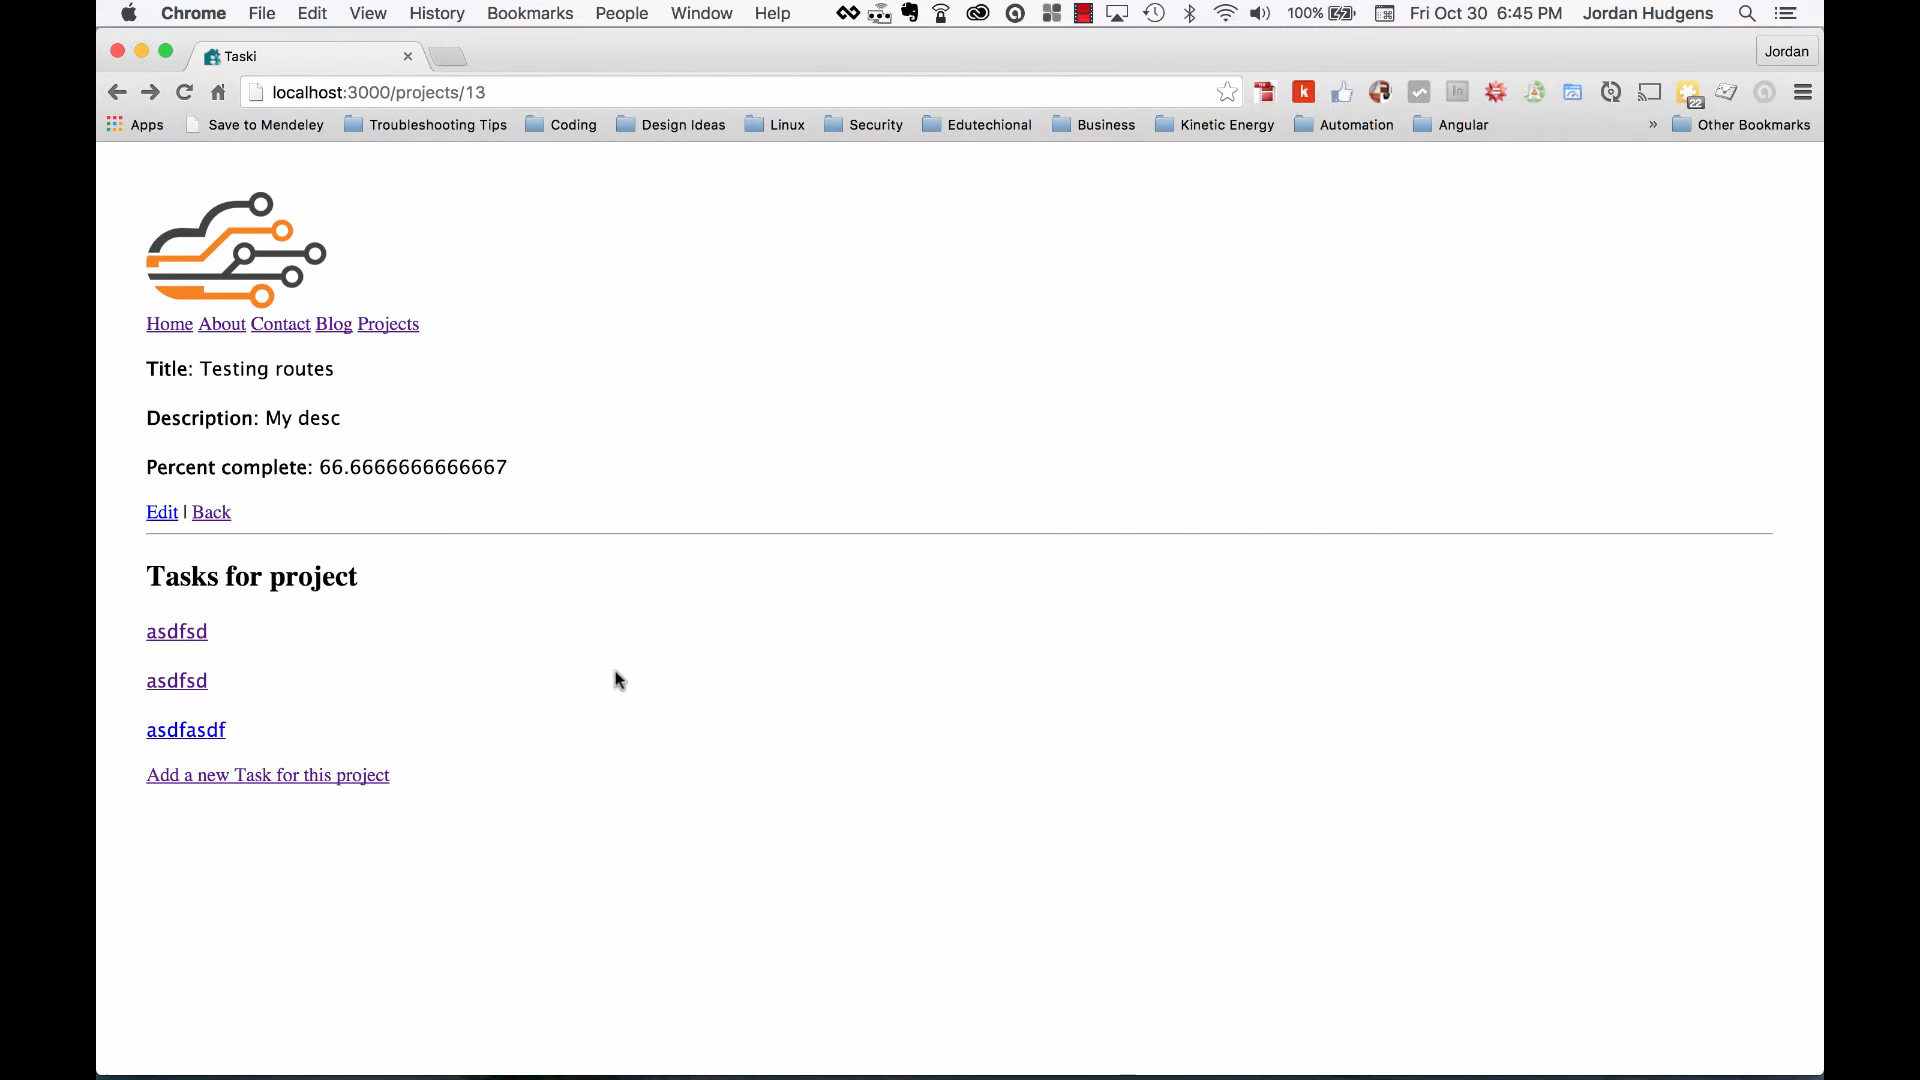 Chrome File Edit View History Bookmarks People Window Help 100% Fri Oct 30 6:45 PM Jordan Hudgens
Taski Jordan
localhost:3000/projects/13 k In 22
Apps Save to Mendeley Troubleshooting Tips Coding Design Ideas Linux Security Edutechional Business Kinetic Energy Automation Angular » Other Bookmarks
Home About Contact Blog Projects
Title: Testing routes
Description: My desc
Percent complete: 66.6666666666667
Edit | Back
Tasks for project
asdfsd
asdfsd
asdfasdf
Add a new Task for this project